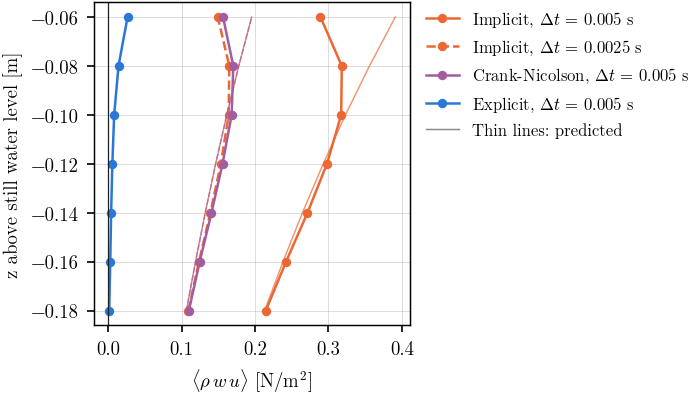 Implicit, Δt = 0.005 s
Implicit, Δt = 0.0025 s
Crank-Nicolson, Δt = 0.005 s
Explicit, Δt = 0.005 s
Thin lines: predicted
z above still water level [m]
−0.06
−0.08
−0.10
−0.12
−0.14
−0.16
−0.18
0.0 0.1 0.2 0.3 0.4
⟨ρ w u⟩ [N/m²]